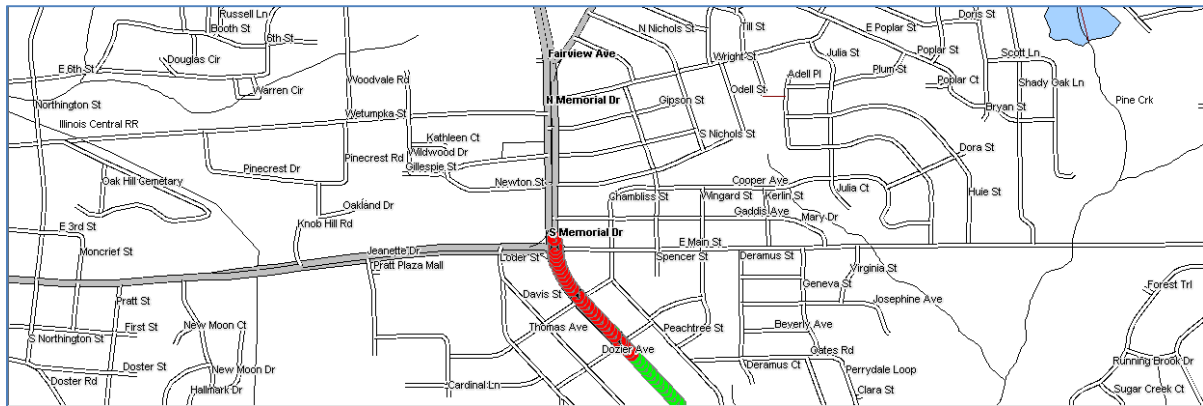 Russell Ln
Booth St
6th St
Douglas Cir
E 6th St
Warren Cir
Northington St
Woodvale Rd
Wetumpka St
Illinois Central RR
Fairview Ave
N Memorial Dr
N Nichols St
Till St
Wright St
Odell St
Gipson St
S Nichols St
E Poplar St
Doris St
Julia St
Poplar St
Scott Ln
Adell Pl
Plum St
Poplar Ct
Shady Oak Ln
Bryan St
Pine Crk
Kathleen Ct
Wildwood Dr
Pinecrest Rd
Gillespie St
Pinecrest Dr
Newton St
Oak Hill Cemetary
Oakland Dr
Knob Hill Rd
E 3rd St
Moncrief St
Dora St
Cooper Ave
Chambliss St
Wingard St
Kerlin St
Julia Ct
Huie St
Gaddis Ave
Mary Dr
S Memorial Dr
E Main St
Jeanette Dr
Loder St
Pratt Plaza Mall
Spencer St
Deramus St
Virginia St
Geneva St
Forest Trl
Pratt St
Davis St
Josephine Ave
First St
New Moon Ct
Thomas Ave
Peachtree St
Beverly Ave
S Northington St
Dozier Ave
Gates Rd
Doster St
New Moon Dr
Deramus Ct
Perrydale Loop
Running Brook Dr
Doster Rd
Hallmark Dr
Cardinal Ln
Clara St
Sugar Creek Ct